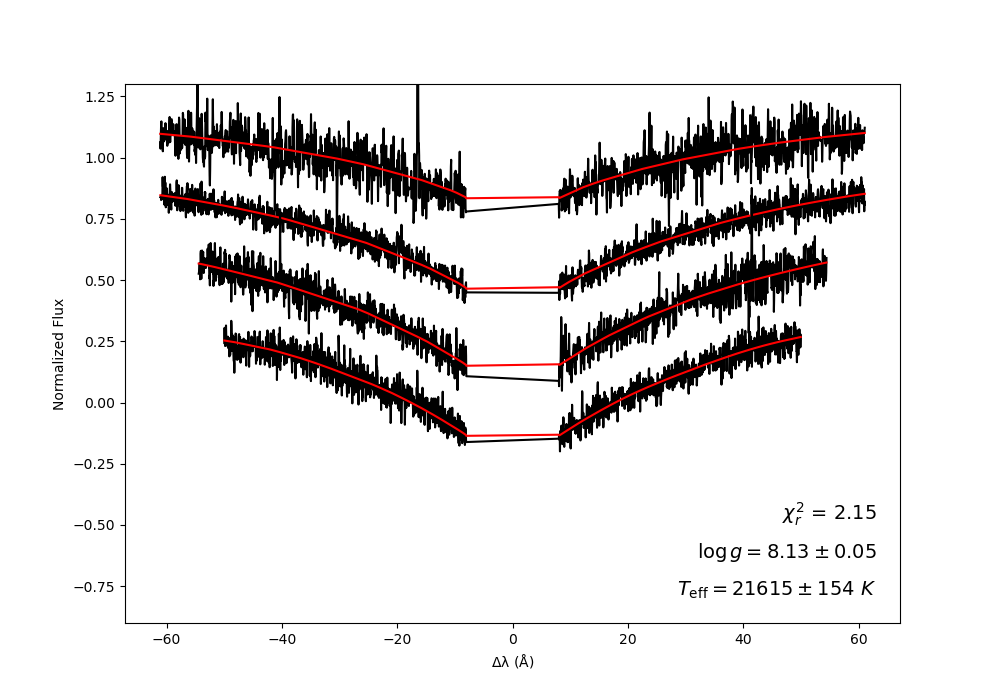 Normalized Flux
1.25
1.00
0.75
0.50
0.25
0.00
−0.25
−0.50
−0.75
χ²ᵣ = 2.15
log g = 8.13 ± 0.05
T_eff = 21615 ± 154 K
−60 −40 −20 0 20 40 60
Δλ (Å)